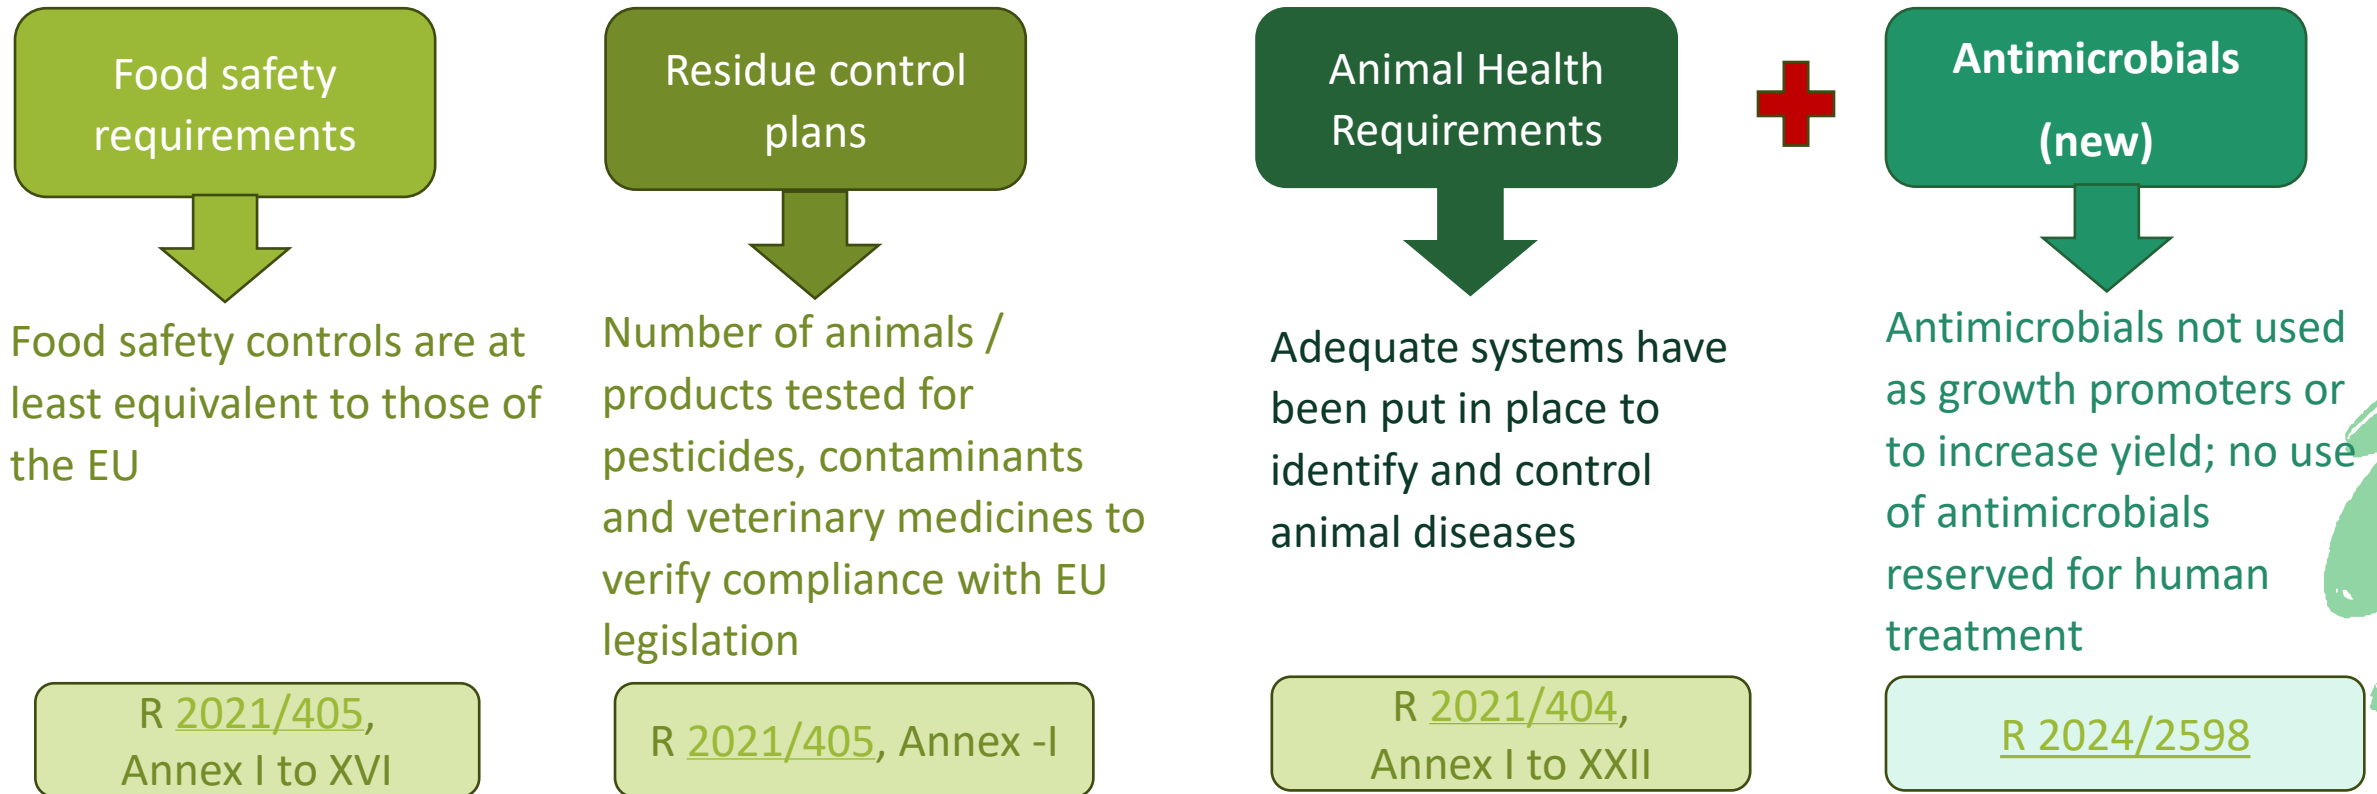 Food safety
requirements
Food safety controls are at
least equivalent to those of
the EU
R 2021/405,
Annex I to XVI
Residue control
plans
Number of animals /
products tested for
pesticides, contaminants
and veterinary medicines to
verify compliance with EU
legislation
R 2021/405, Annex -I
Animal Health
Requirements
Adequate systems have
been put in place to
identify and control
animal diseases
R 2021/404,
Annex I to XXII
Antimicrobials
(new)
Antimicrobials not used
as growth promoters or
to increase yield; no use
of antimicrobials
reserved for human
treatment
R 2024/2598